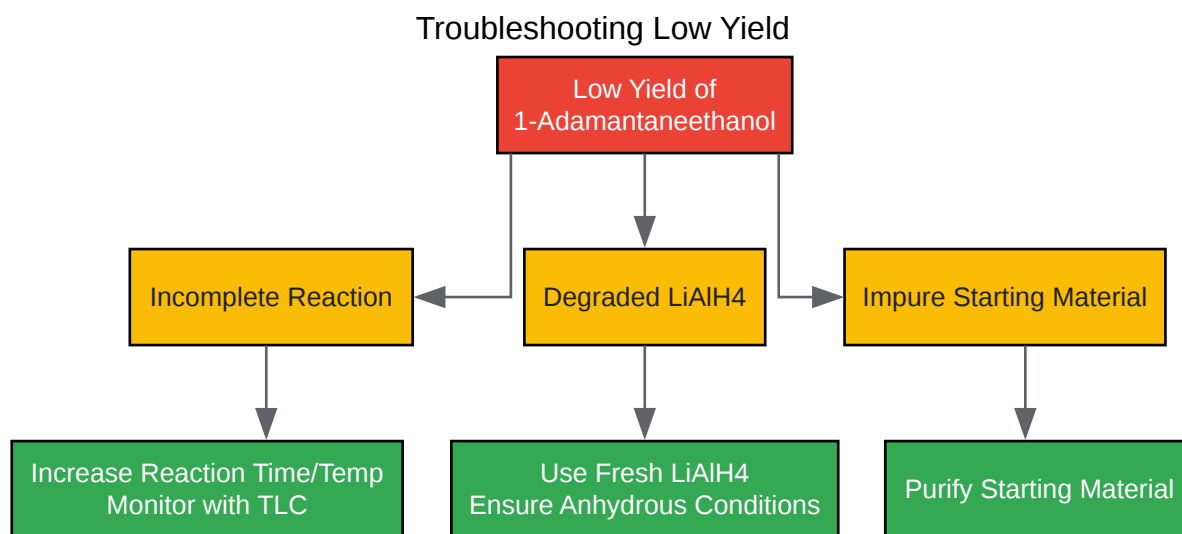 Troubleshooting Low Yield
Low Yield of
1-Adamantaneethanol
Incomplete Reaction
Degraded LiAlH4
Impure Starting Material
Increase Reaction Time/Temp
Monitor with TLC
Use Fresh LiAlH4
Ensure Anhydrous Conditions
Purify Starting Material